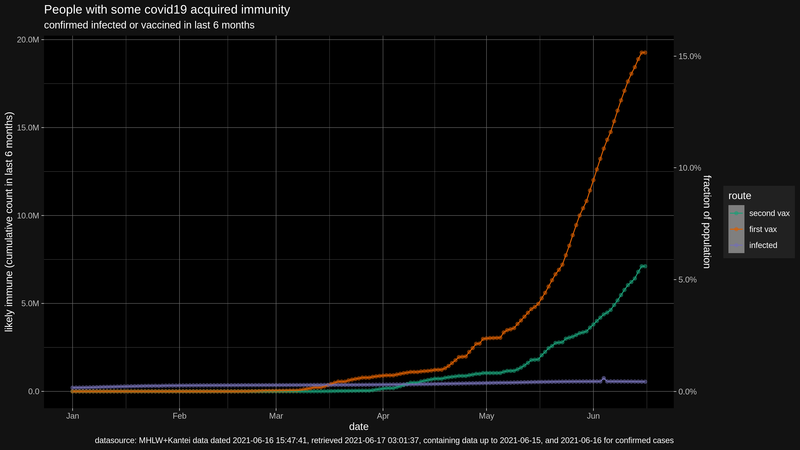 People with some covid19 acquired immunity
confirmed infected or vaccined in last 6 months
20.0M
15.0M
10.0M
5.0M
0.0
likely immune (cumulative count in last 6 months)
15.0%
10.0%
5.0%
0.0%
fraction of population
Jan
Feb
Mar
Apr
May
Jun
date
route
second vax
first vax
infected
datasource: MHLW+Kantei data dated 2021-06-16 15:47:41, retrieved 2021-06-17 03:01:37, containing data up to 2021-06-15, and 2021-06-16 for confirmed cases